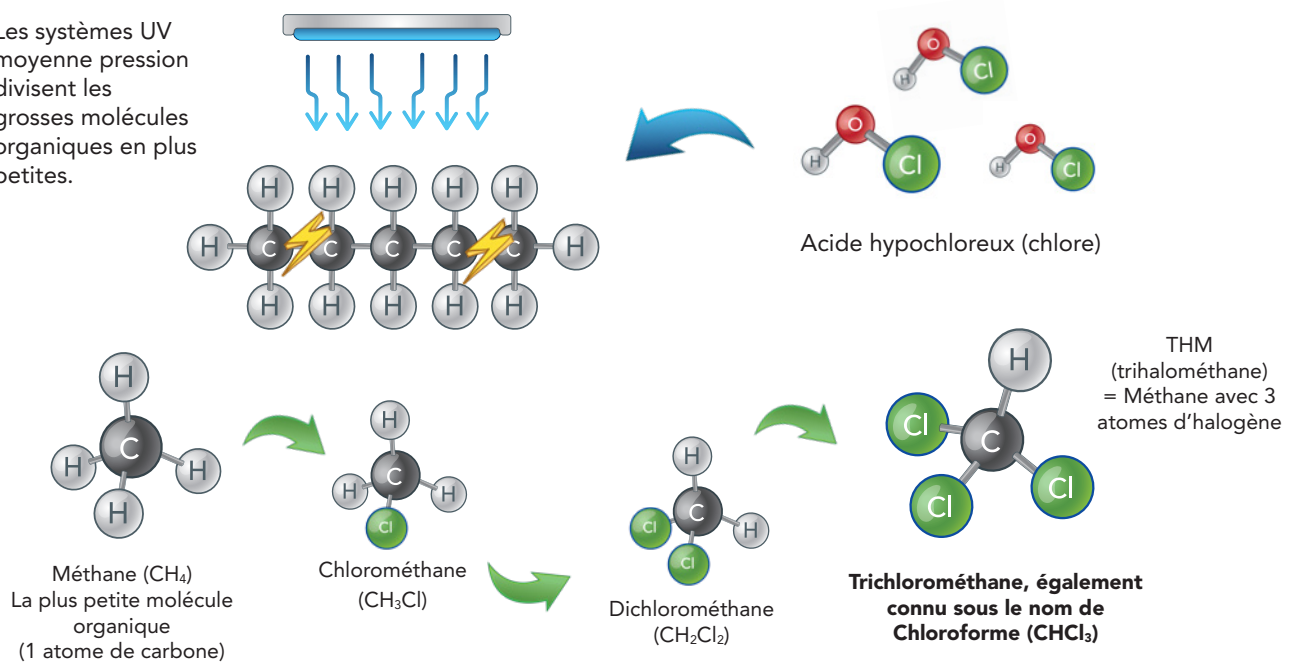 Les systèmes UV
moyenne pression
divisent les
grosses molécules
organiques en plus
petites.
H O Cl
H O Cl
H O Cl
Acide hypochloreux (chlore)
H H H H H
H C C C C C H
H H H H H
H
C
H H
H
Méthane (CH₄)
La plus petite molécule
organique
(1 atome de carbone)
H
C
H H
Cl
Chlorométhane
(CH₃Cl)
H
C
Cl H
Cl
Dichlorométhane
(CH₂Cl₂)
H
Cl C
Cl Cl
Trichlorométhane, également
connu sous le nom de
Chloroforme (CHCl₃)
THM
(trihalométhane)
= Méthane avec 3
atomes d’halogène